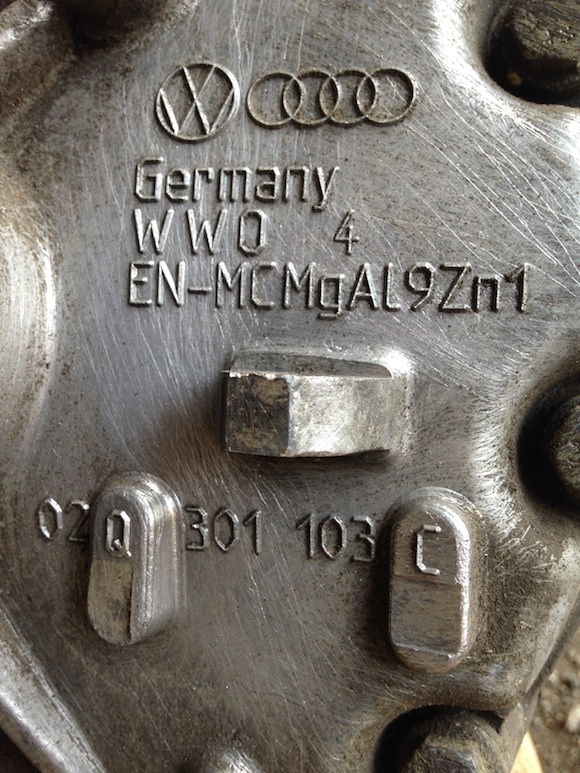 Germany
WWO 4
EN-MCMgAl9Zn1
02Q 301 103 C